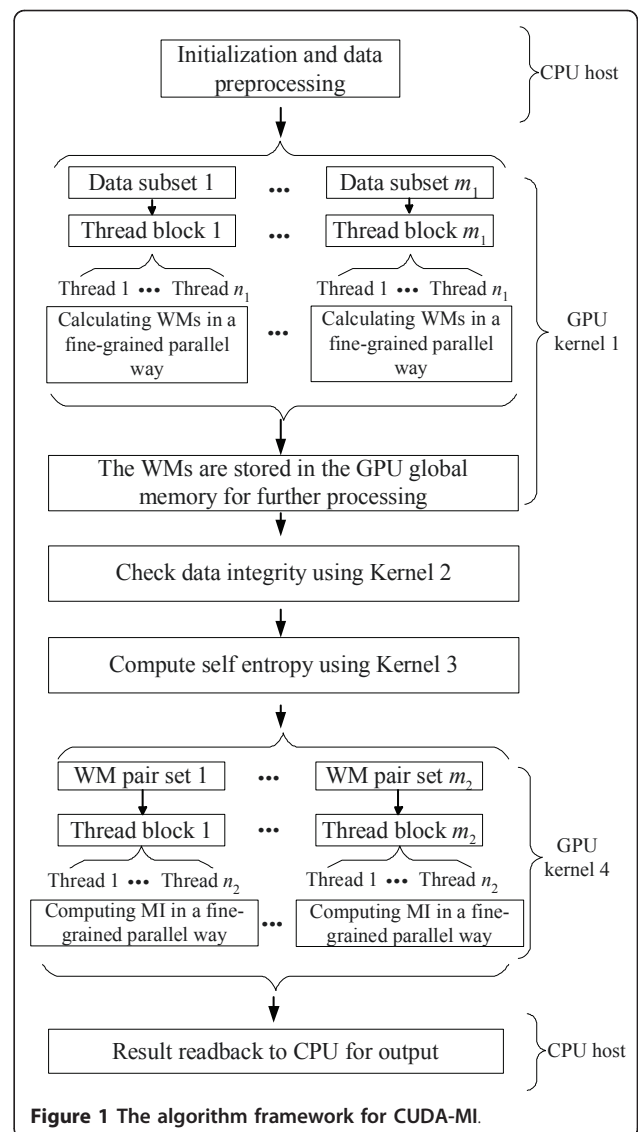 Initialization and data
preprocessing
CPU host
Data subset 1 ••• Data subset m₁
Thread block 1 ••• Thread block m₁
Thread 1 ••• Thread n₁ Thread 1 ••• Thread n₁
Calculating WMs in a
fine-grained parallel
way
•••
Calculating WMs in a
fine-grained parallel
way
GPU
kernel 1
The WMs are stored in the GPU global
memory for further processing
Check data integrity using Kernel 2
Compute self entropy using Kernel 3
WM pair set 1 ••• WM pair set m₂
Thread block 1 ••• Thread block m₂
Thread 1 ••• Thread n₂ Thread 1 ••• Thread n₂
Computing MI in a fine-
grained parallel way
•••
Computing MI in a fine-
grained parallel way
GPU
kernel 4
Result readback to CPU for output
CPU host
Figure 1 The algorithm framework for CUDA-MI.